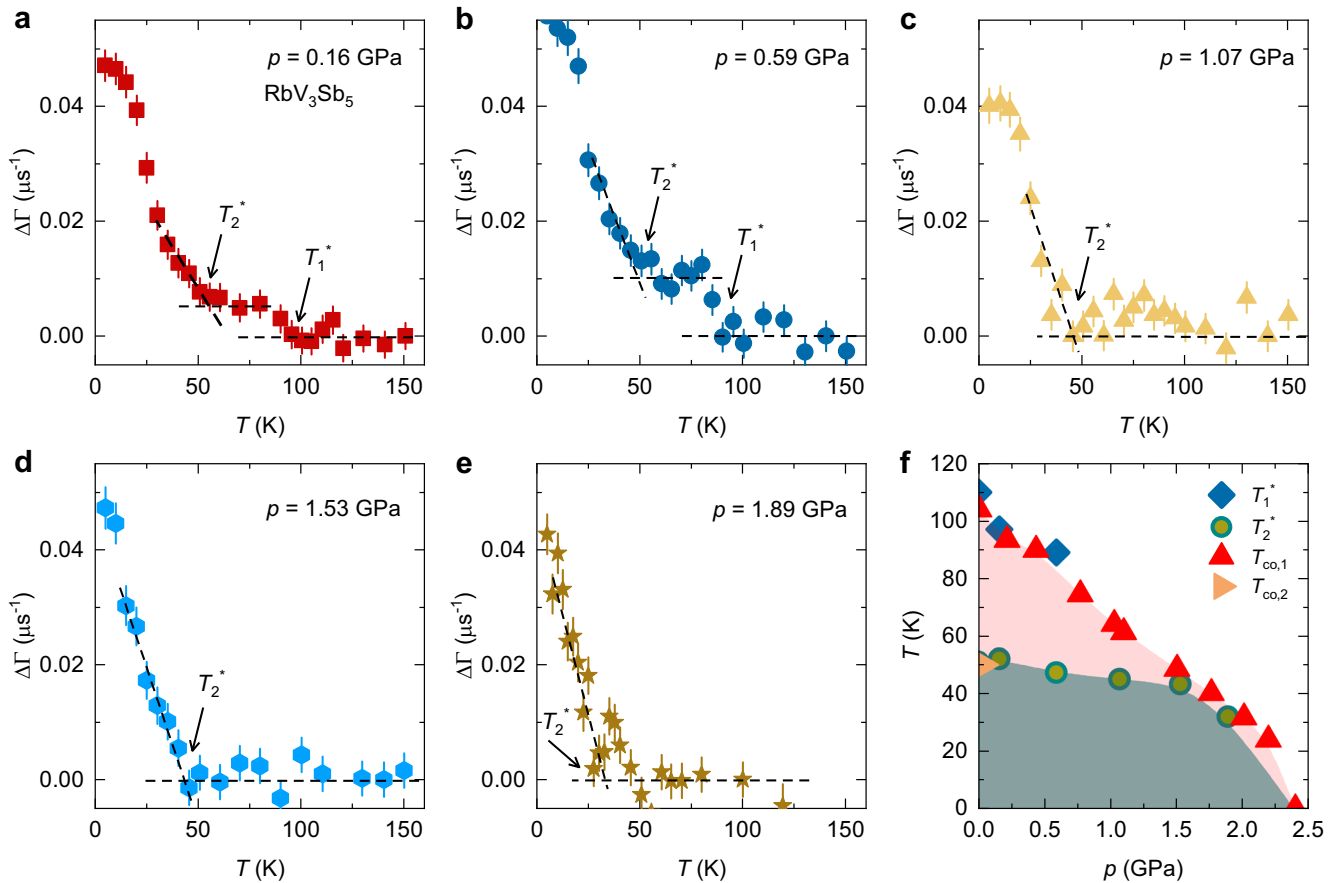 a
p = 0.16 GPa
RbV₃Sb₅
T₂*
T₁*
ΔΓ (μs⁻¹)
0.04
0.02
0.00
0 50 100 150
T (K)
b
p = 0.59 GPa
T₂*
T₁*
ΔΓ (μs⁻¹)
0.04
0.02
0.00
0 50 100 150
T (K)
c
p = 1.07 GPa
T₂*
ΔΓ (μs⁻¹)
0.04
0.02
0.00
0 50 100 150
T (K)
d
p = 1.53 GPa
T₂*
ΔΓ (μs⁻¹)
0.04
0.02
0.00
0 50 100 150
T (K)
e
p = 1.89 GPa
T₂*
ΔΓ (μs⁻¹)
0.04
0.02
0.00
0 50 100 150
T (K)
f
T₁*
T₂*
T_co,1
T_co,2
T (K)
120
100
80
60
40
20
0
0.0 0.5 1.0 1.5 2.0 2.5
p (GPa)